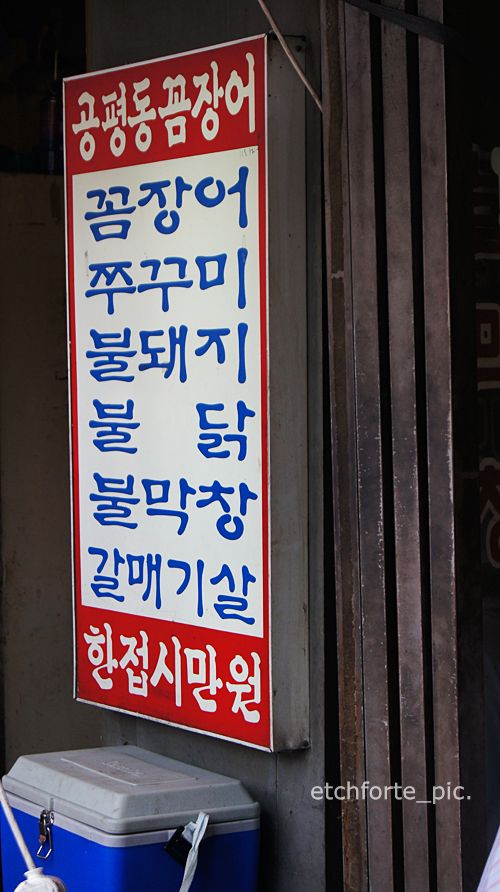 공평동꼼장어
꼼장어
쭈꾸미
불돼지
불 닭
불막창
갈매기살
한접시만원
etchforte_pic.